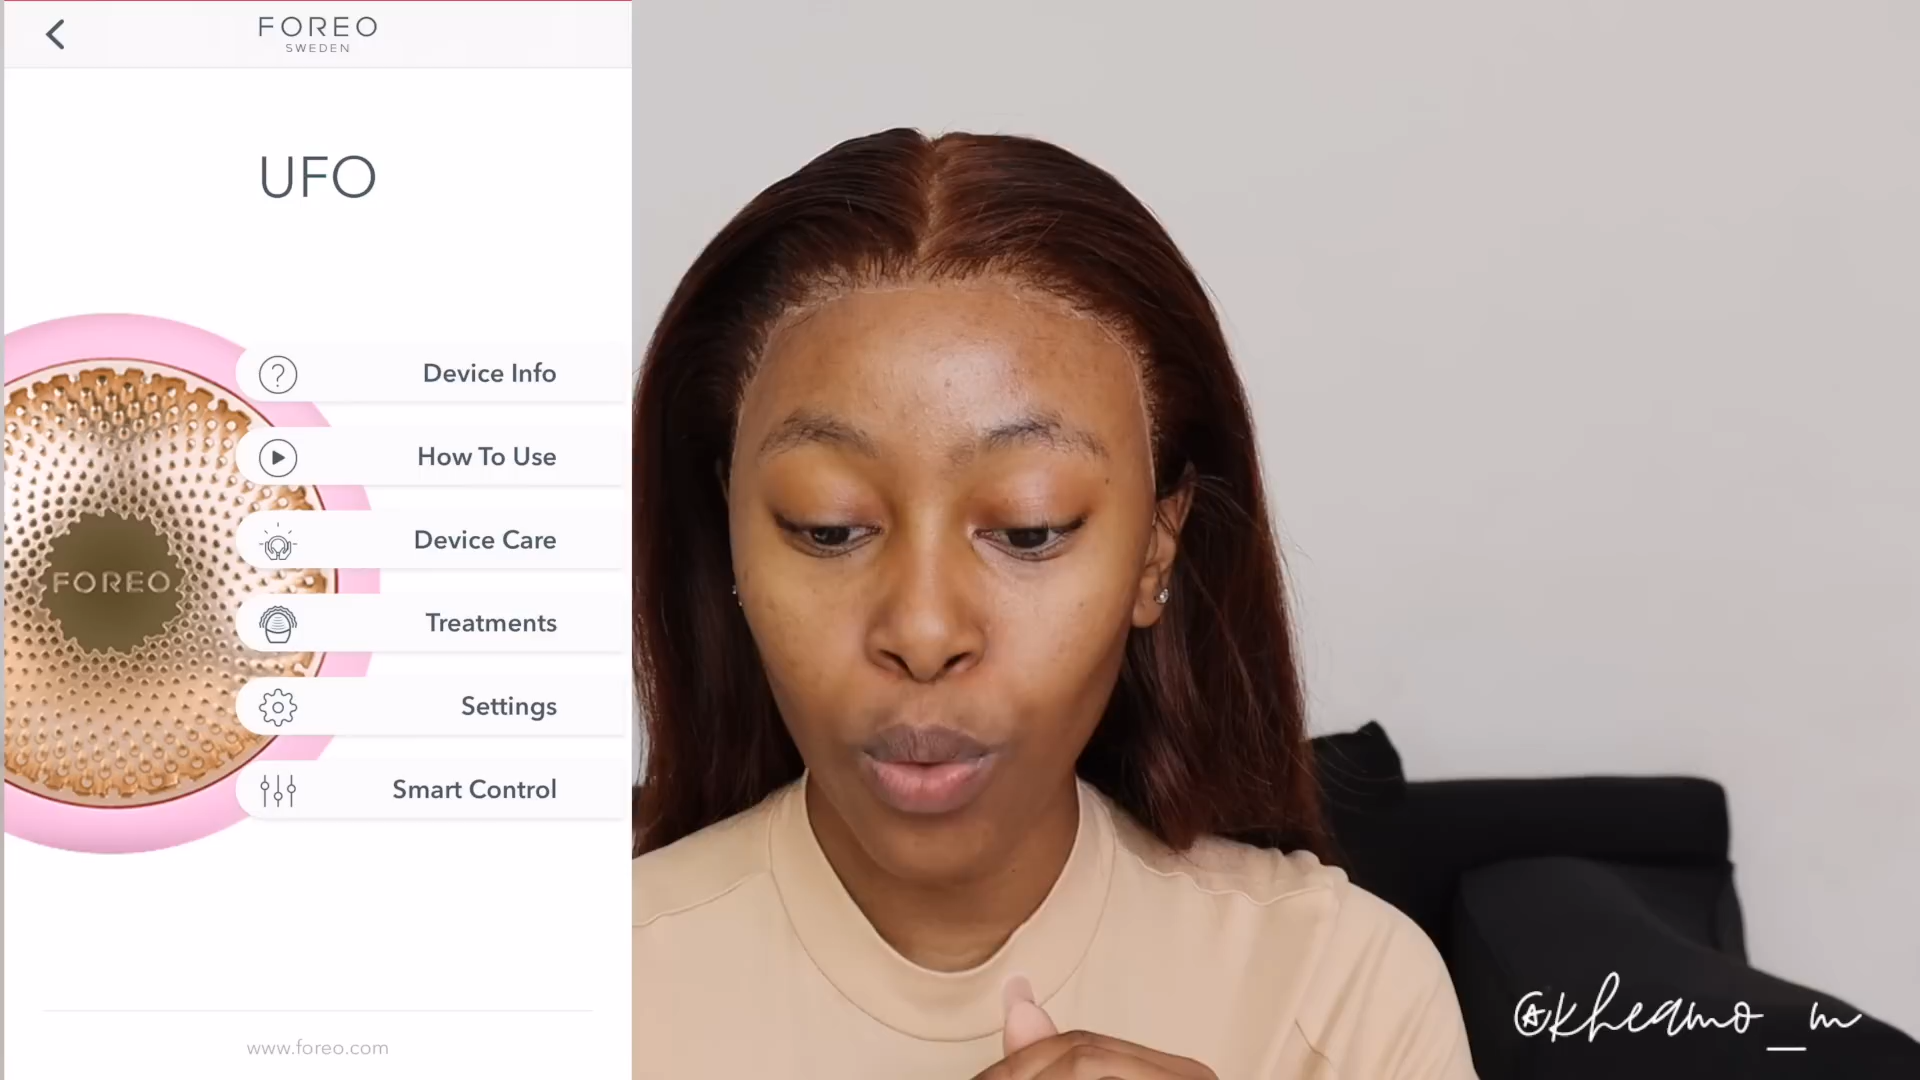 FOREO
SWEDEN
UFO
Device Info
How To Use
Device Care
Treatments
Settings
Smart Control
FOREO
www.foreo.com
@kheamo_m